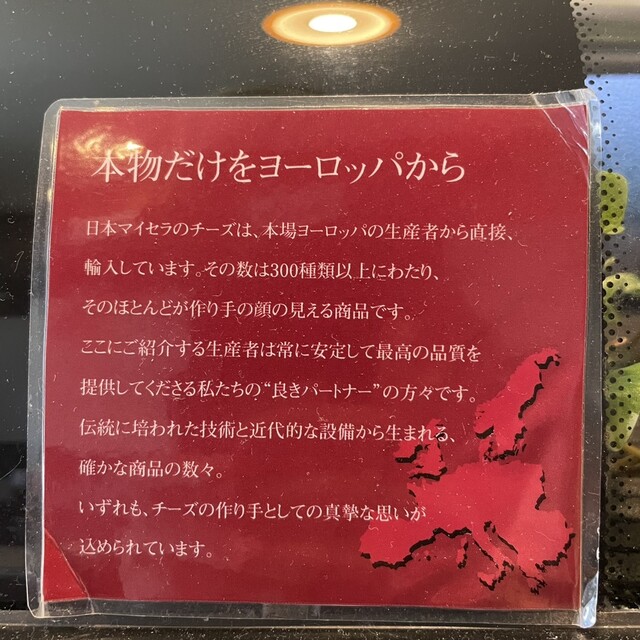 本物だけをヨーロッパから
日本マイセラのチーズは、本場ヨーロッパの生産者から直接、
輸入しています。その数は300種類以上にわたり、
そのほとんどが作り手の顔の見える商品です。
ここにご紹介する生産者は常に安定して最高の品質を
提供してくださる私たちの“良きパートナー”の方々です。
伝統に培われた技術と近代的な設備から生まれる、
確かな商品の数々。
いずれも、チーズの作り手としての真摯な思いが
込められています。